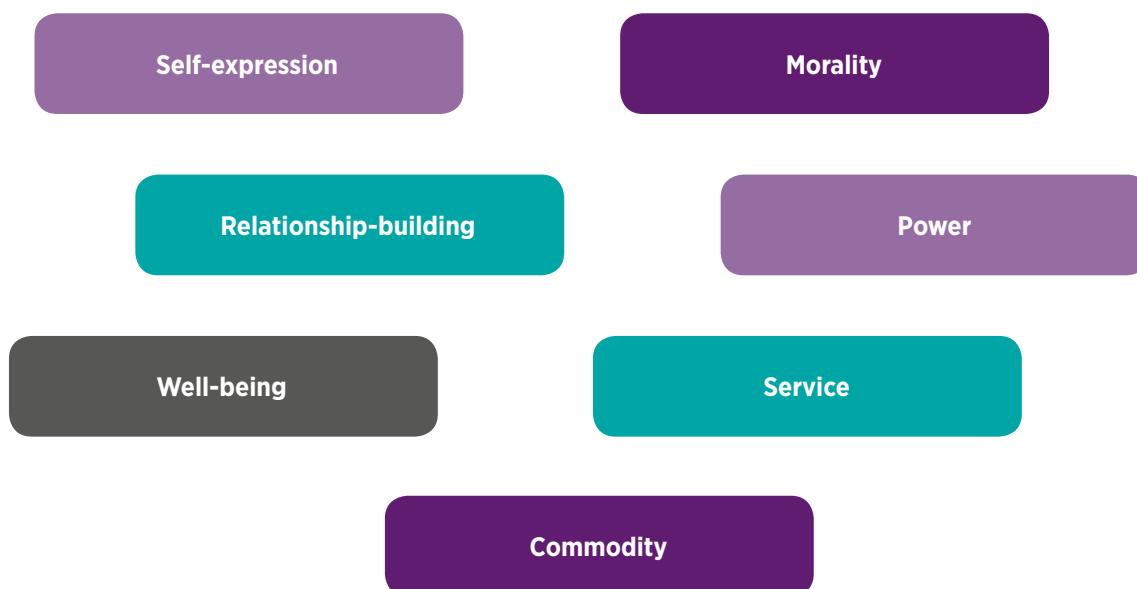 Self-expression
Morality
Relationship-building
Power
Well-being
Service
Commodity